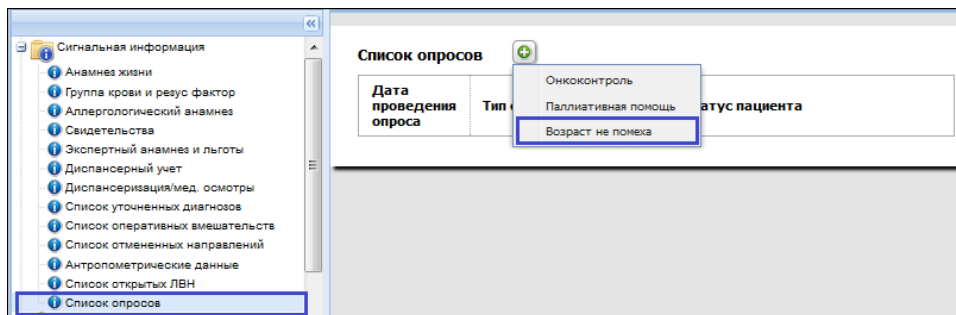 Сигнальная информация
Анамнез жизни
Группа крови и резус фактор
Аллергологический анамнез
Свидетельства
Экспертный анамнез и льготы
Диспансерный учет
Диспансеризация/мед. осмотры
Список уточненных диагнозов
Список оперативных вмешательств
Список отмененных направлений
Антропометрические данные
Список открытых ЛВН
Список опросов
Список опросов
Дата
проведения
опроса
Тип
атус пациента
Онкоконтроль
Паллиативная помощь
Возраст не помеха